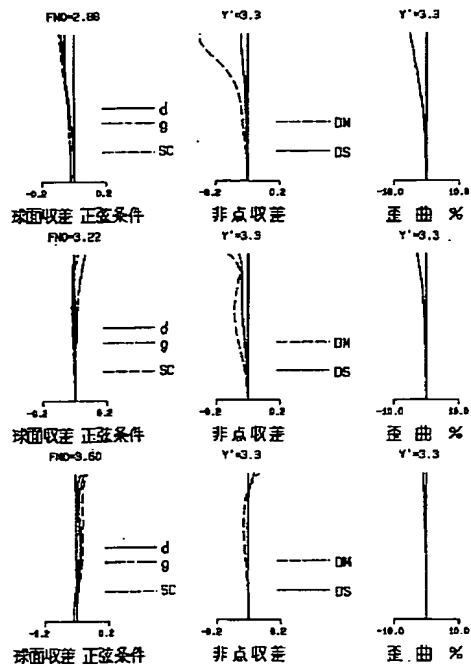 FNO=2.88 Y'=3.3 Y'=3.3
d
g
SC
DM
DS
-0.2 0.2 -0.2 0.2 -10.0 10.0
球面収差 正弦条件 非点収差 歪曲 %
FNO=3.22 Y'=3.3 Y'=3.3
d
g
SC
DM
DS
-0.2 0.2 -0.2 0.2 -10.0 10.0
球面収差 正弦条件 非点収差 歪曲 %
FNO=3.60 Y'=3.3 Y'=3.3
d
g
SC
DM
DS
-0.2 0.2 -0.2 0.2 -10.0 10.0
球面収差 正弦条件 非点収差 歪曲 %